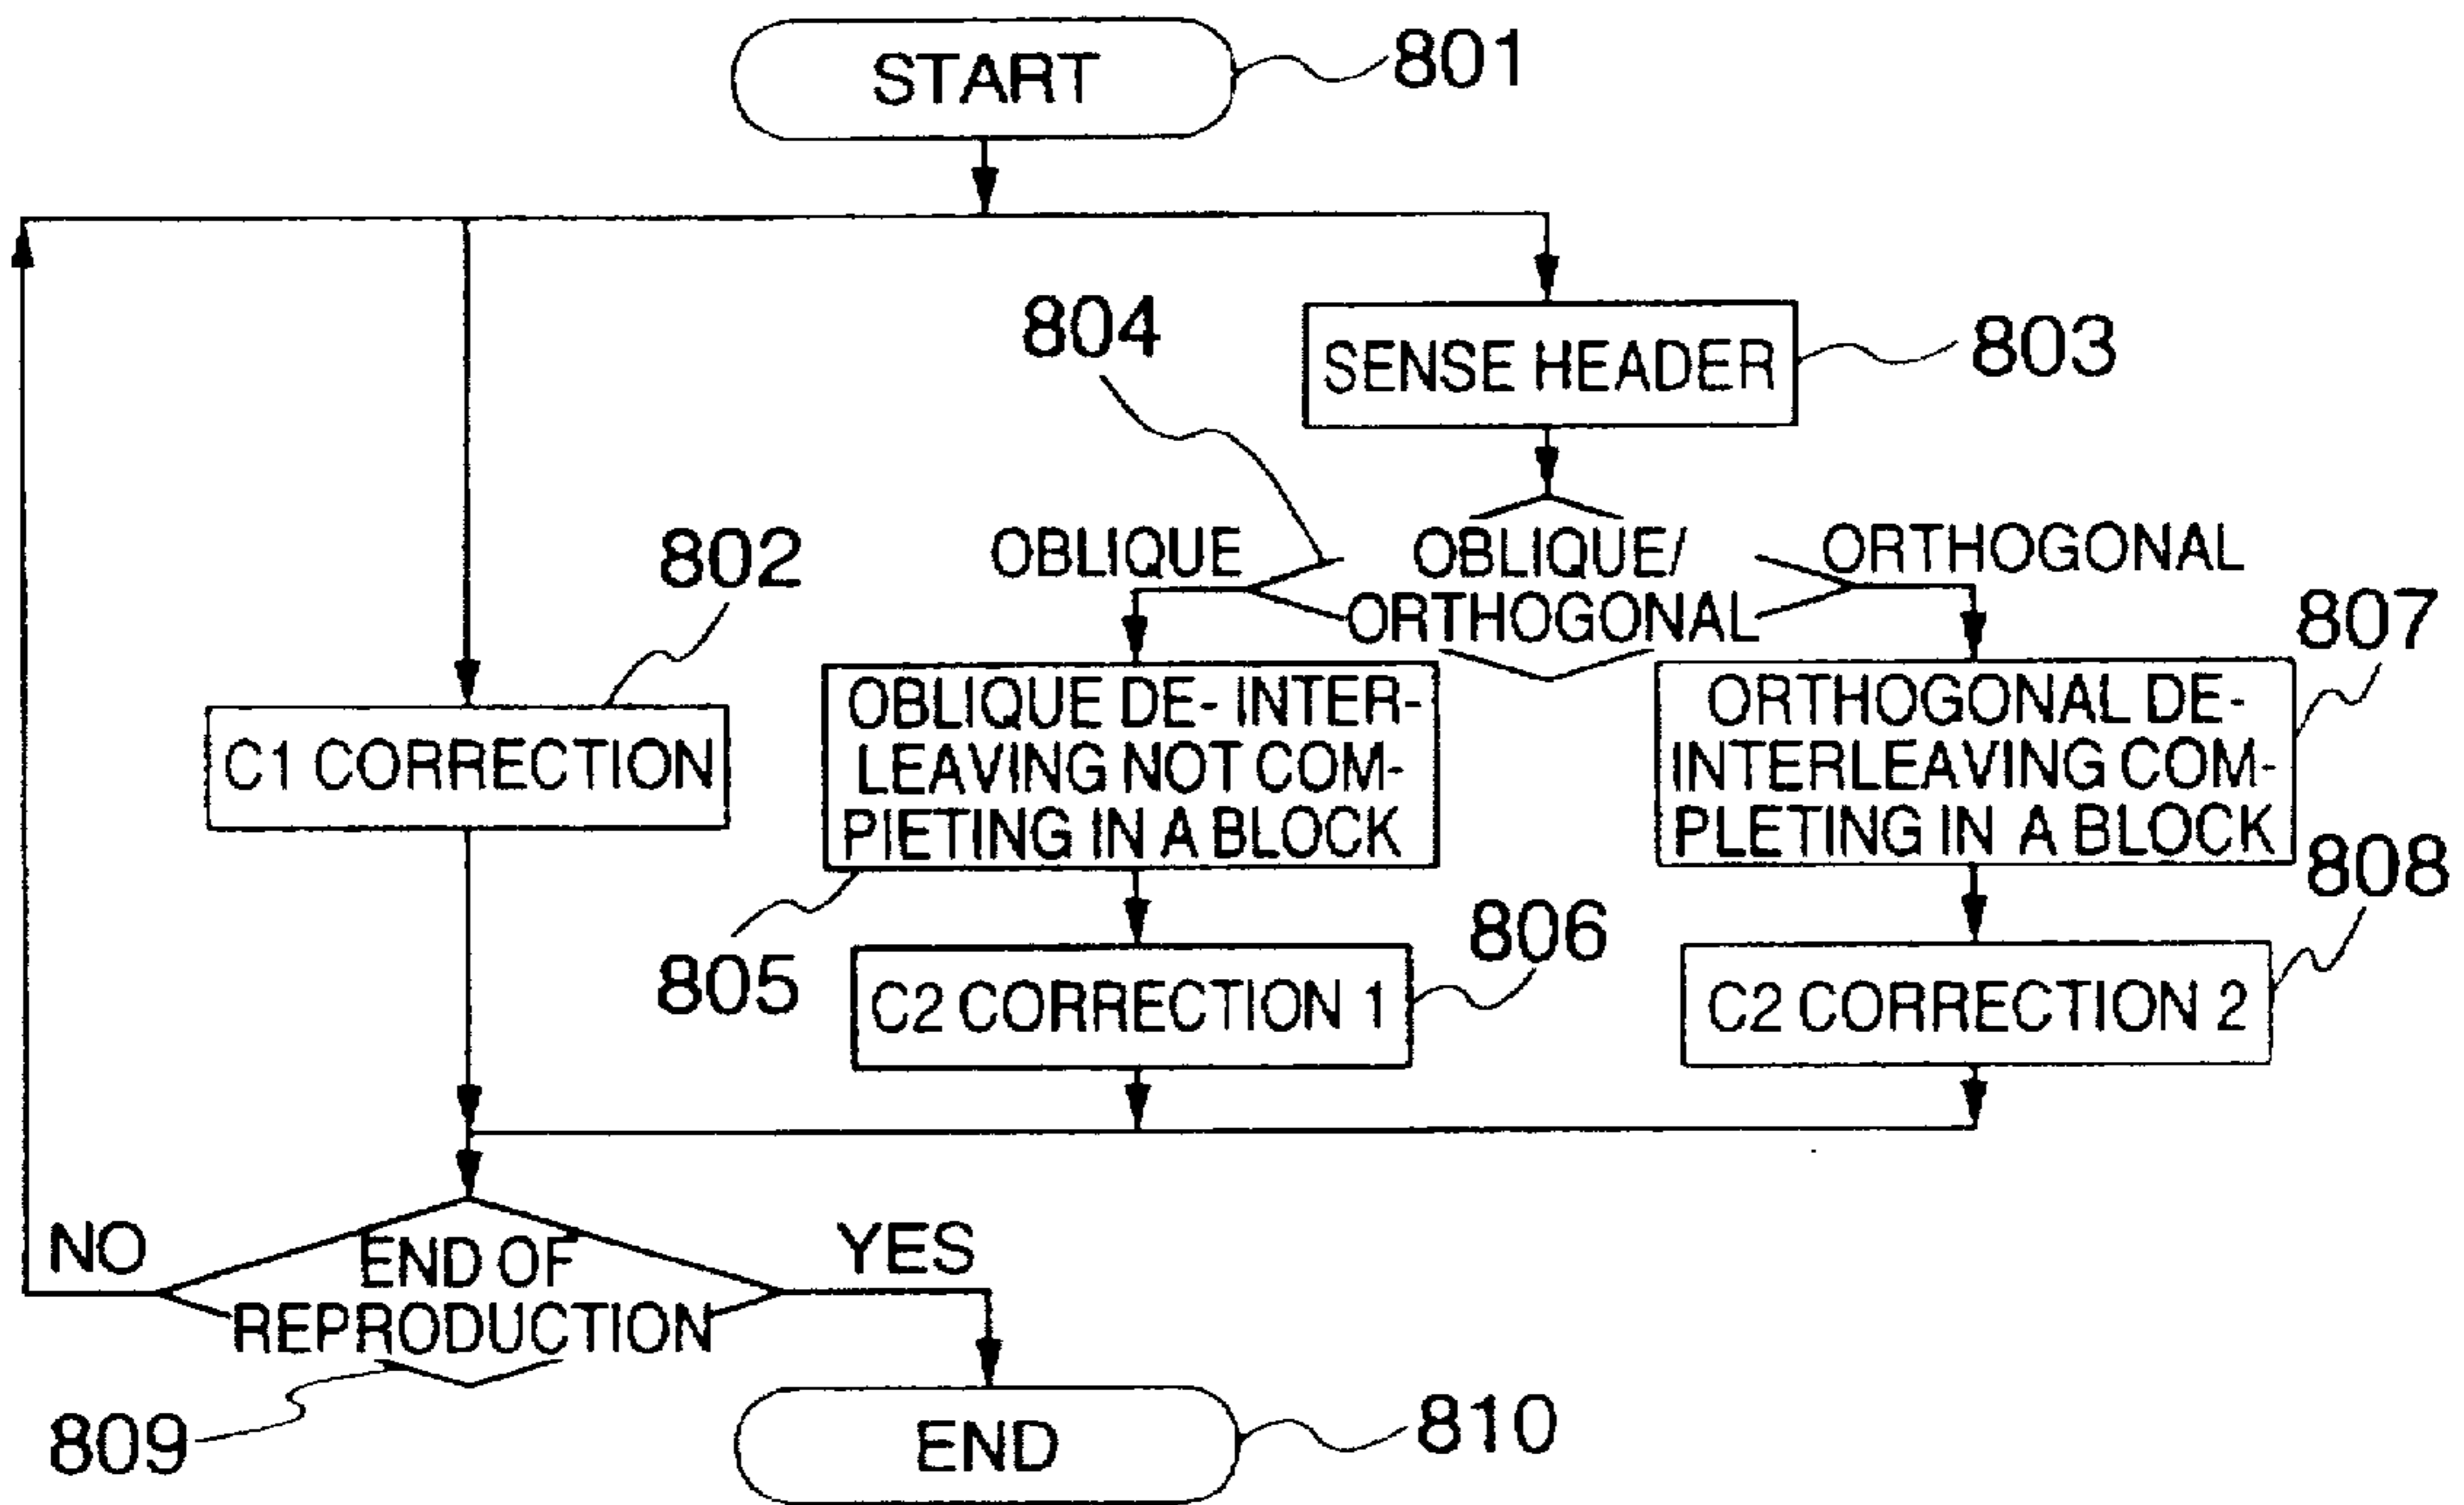 START
801
804
SENSE HEADER
803
802
OBLIQUE
OBLIQUE/
ORTHOGONAL
ORTHOGONAL
807
C1 CORRECTION
OBLIQUE DE- INTER-
LEAVING NOT COM-
PIETING IN A BLOCK
ORTHOGONAL DE-
INTERLEAVING COM-
PLETING IN A BLOCK
808
805
C2 CORRECTION 1
806
C2 CORRECTION 2
NO
END OF
REPRODUCTION
YES
809
END
810